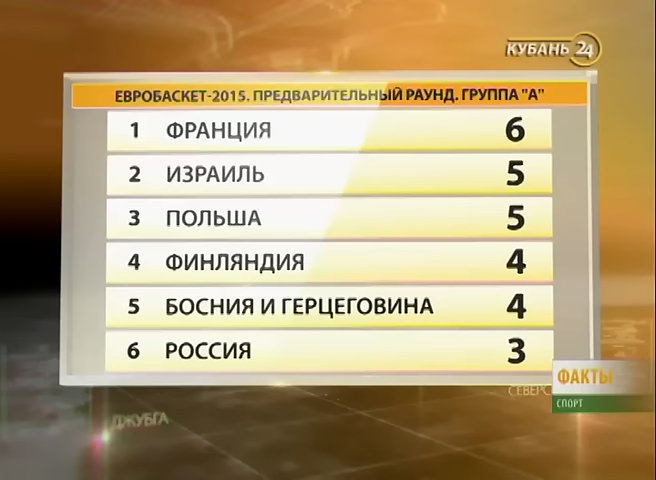 КУБАНЬ 24
ЕВРОБАСКЕТ-2015. ПРЕДВАРИТЕЛЬНЫЙ РАУНД. ГРУППА "А"
1 ФРАНЦИЯ 6
2 ИЗРАИЛЬ 5
3 ПОЛЬША 5
4 ФИНЛЯНДИЯ 4
5 БОСНИЯ И ГЕРЦЕГОВИНА 4
6 РОССИЯ 3
ФАКТЫ
СПОРТ
ДЖУБГА